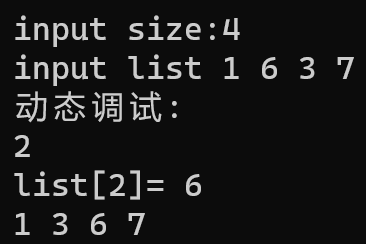 input size:4
input list 1 6 3 7
动态调试:
2
list[2]= 6
1 3 6 7